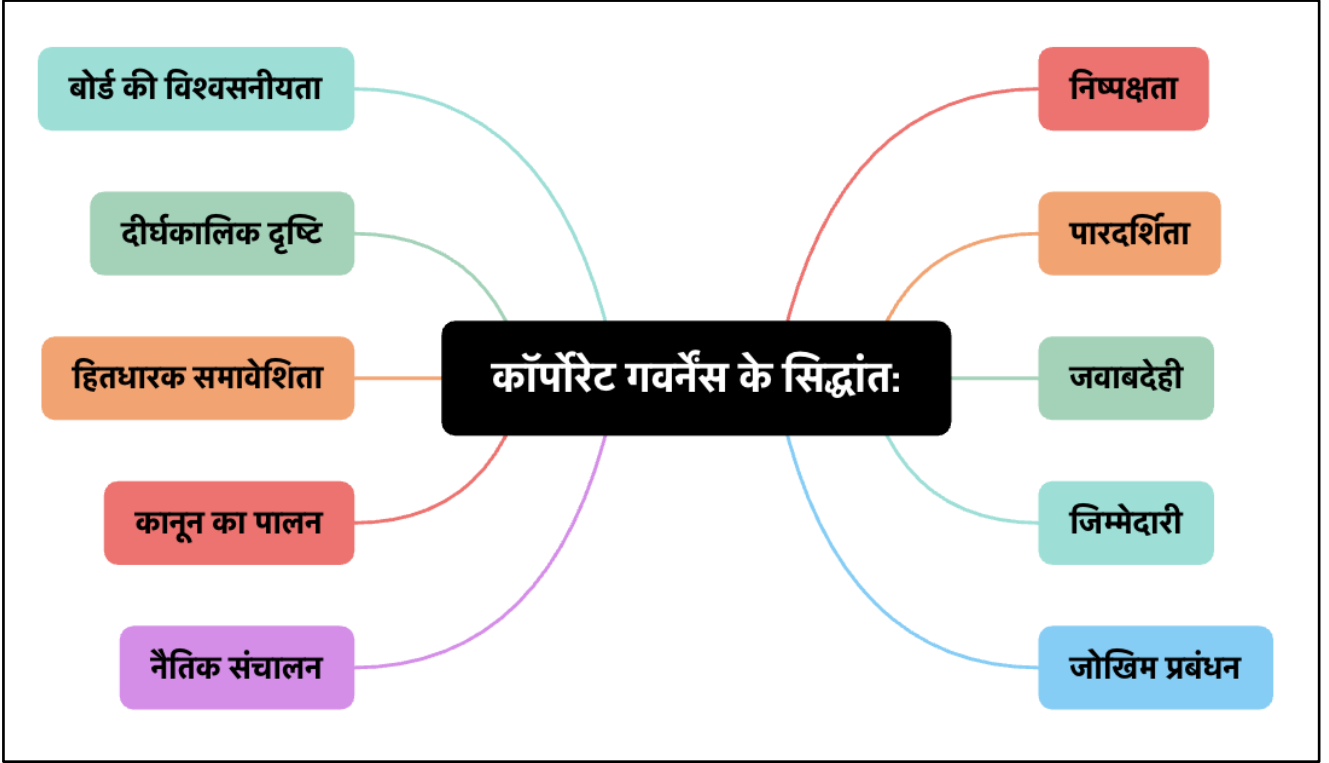 कॉर्पोरेट गवर्नेंस के सिद्धांत:
निष्पक्षता
पारदर्शिता
जवाबदेही
जिम्मेदारी
जोखिम प्रबंधन
बोर्ड की विश्वसनीयता
दीर्घकालिक दृष्टि
हितधारक समावेशिता
कानून का पालन
नैतिक संचालन